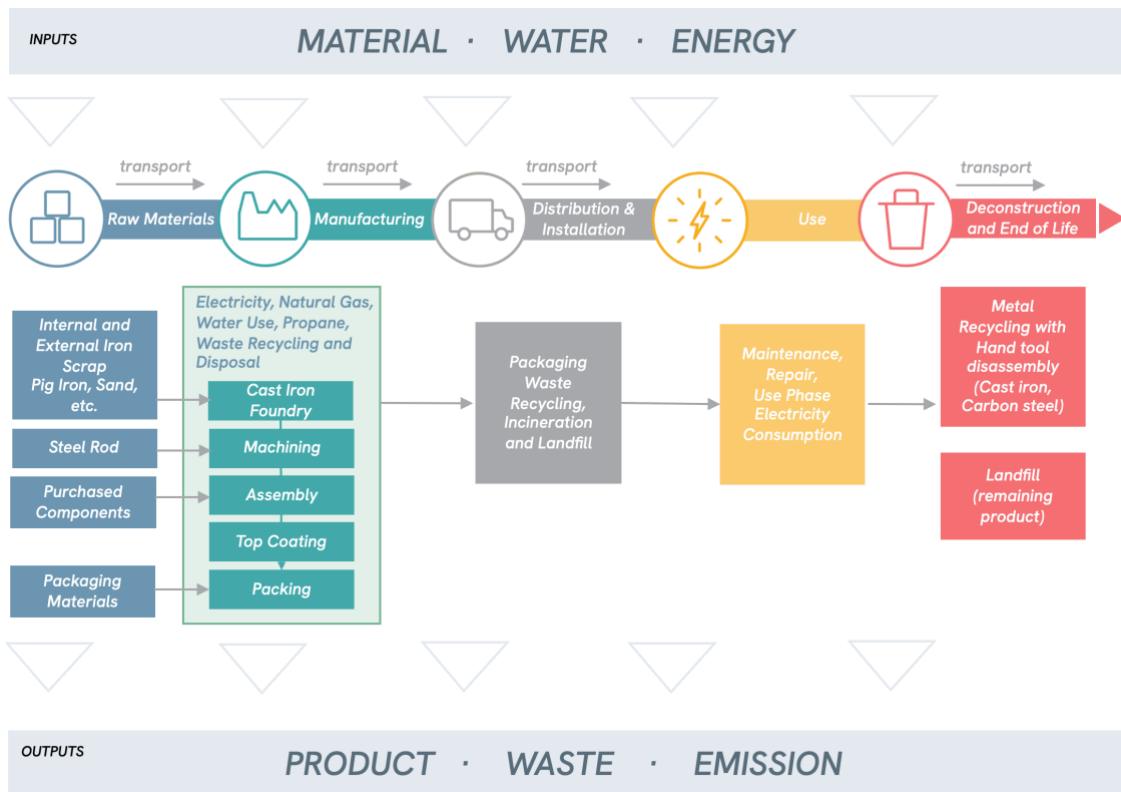 INPUTS
MATERIAL · WATER · ENERGY
transport
transport
transport
transport
Raw Materials
Manufacturing
Distribution &
Installation
Use
Deconstruction
and End of Life
Internal and
External Iron
Scrap
Pig Iron, Sand,
etc.
Steel Rod
Purchased
Components
Packaging
Materials
Electricity, Natural Gas,
Water Use, Propane,
Waste Recycling and
Disposal
Cast Iron
Foundry
Machining
Assembly
Top Coating
Packing
Packaging
Waste
Recycling,
Incineration
and Landfill
Maintenance,
Repair,
Use Phase
Electricity
Consumption
Metal
Recycling with
Hand tool
disassembly
(Cast iron,
Carbon steel)
Landfill
(remaining
product)
OUTPUTS
PRODUCT · WASTE · EMISSION